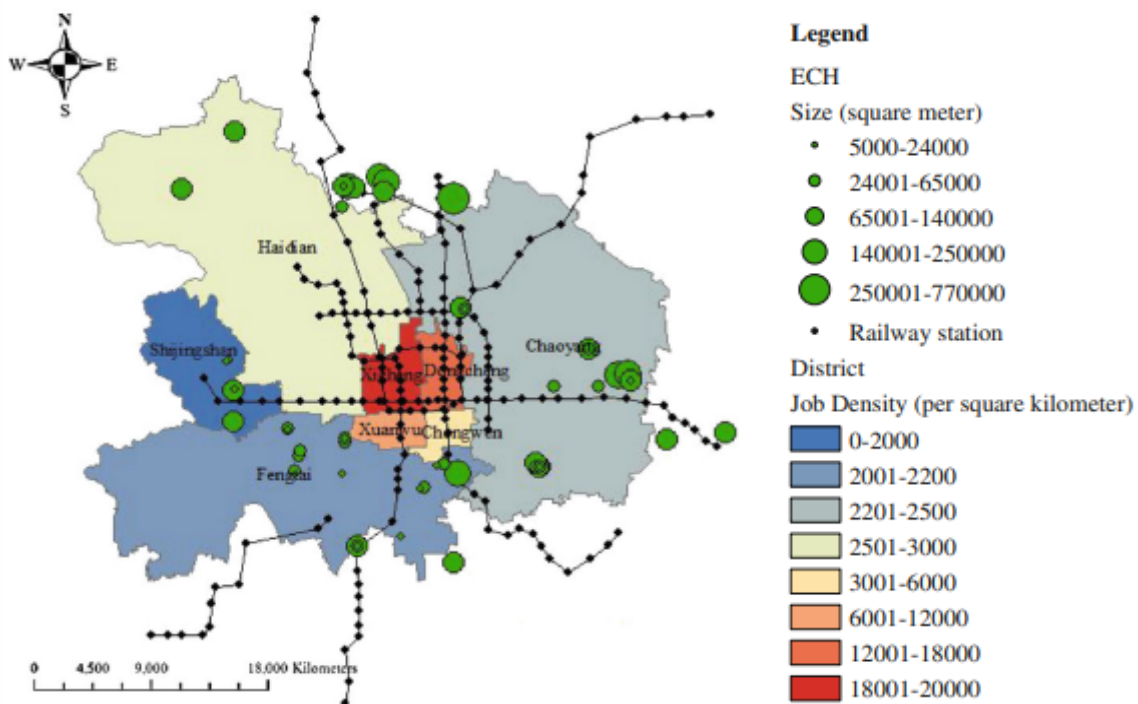 N
W
E
S
Haidian
Shijingshan
Chaoyang
Xicheng
Dongcheng
Xuanwu
Chongwen
Fengtai
0 4,500 9,000 18,000 Kilometers
Legend
ECH
Size (square meter)
5000-24000
24001-65000
65001-140000
140001-250000
250001-770000
Railway station
District
Job Density (per square kilometer)
0-2000
2001-2200
2201-2500
2501-3000
3001-6000
6001-12000
12001-18000
18001-20000